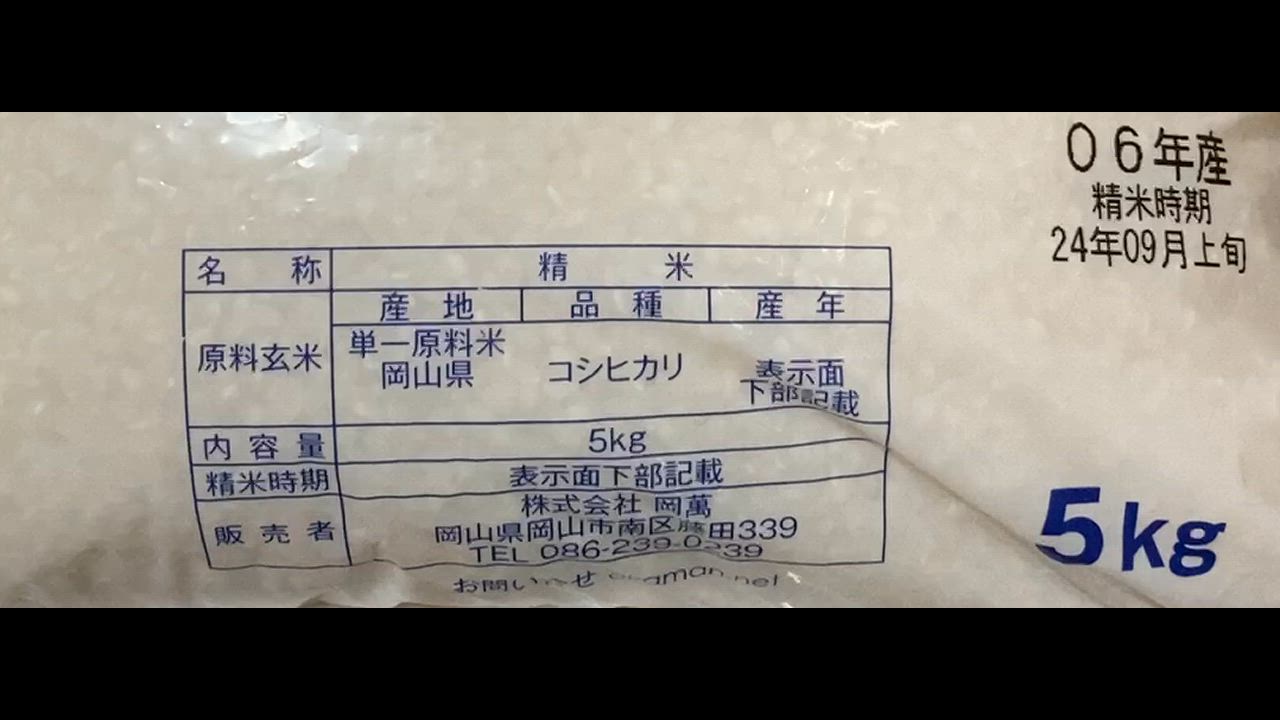 06年産
精米時期
24年09月上旬
名称 精米
産地 品種 産年
原料玄米 単一原料米 コシヒカリ 表示面
岡山県 下部記載
内容量 5kg
精米時期 表示面下部記載
株式会社 岡萬
販売者 岡山県岡山市南区藤田339
TEL 086-239-0239
お問い せ
5kg